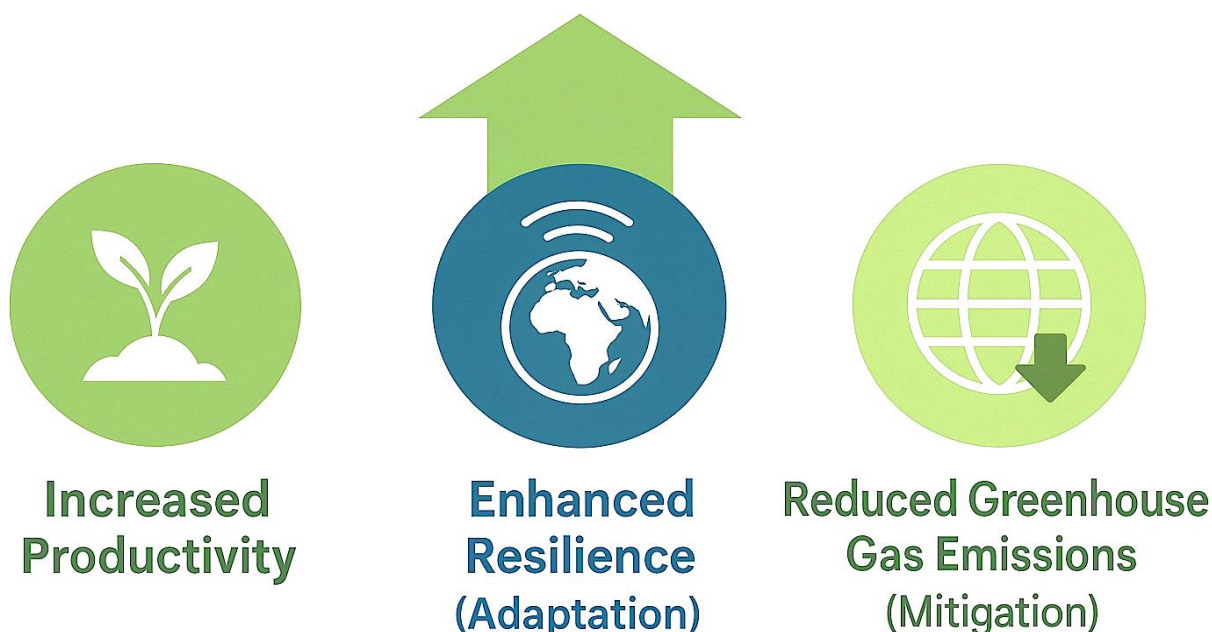 Increased
Productivity
Enhanced
Resilience
(Adaptation)
Reduced Greenhouse
Gas Emissions
(Mitigation)